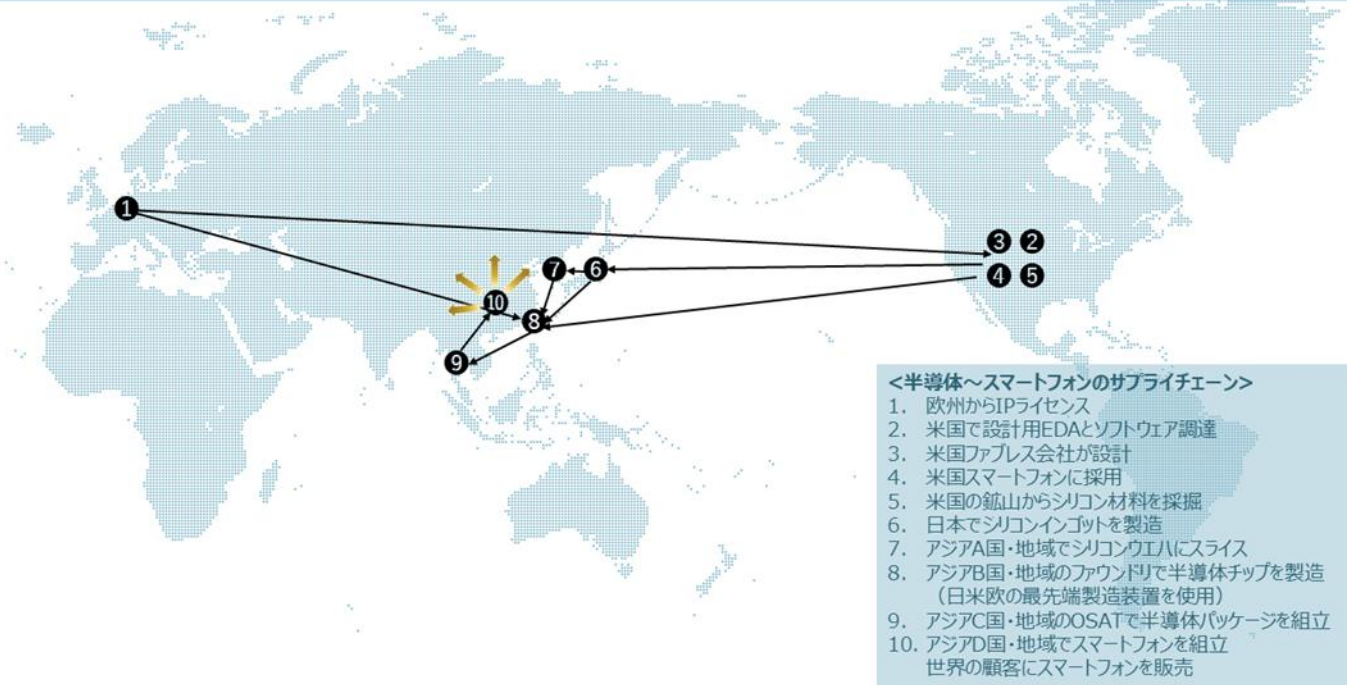 1
3
2
7
6
4
5
10
8
9
<半導体～スマートフォンのサプライチェーン>
1. 欧州からIPライセンス
2. 米国で設計用EDAとソフトウェア調達
3. 米国ファブレス会社が設計
4. 米国スマートフォンに採用
5. 米国の鉱山からシリコン材料を採掘
6. 日本でシリコンインゴットを製造
7. アジアA国・地域でシリコンウエハにスライス
8. アジアB国・地域のファウンドリで半導体チップを製造
（日米欧の最先端製造装置を使用）
9. アジアC国・地域のOSATで半導体パッケージを組立
10. アジアD国・地域でスマートフォンを組立
世界の顧客にスマートフォンを販売